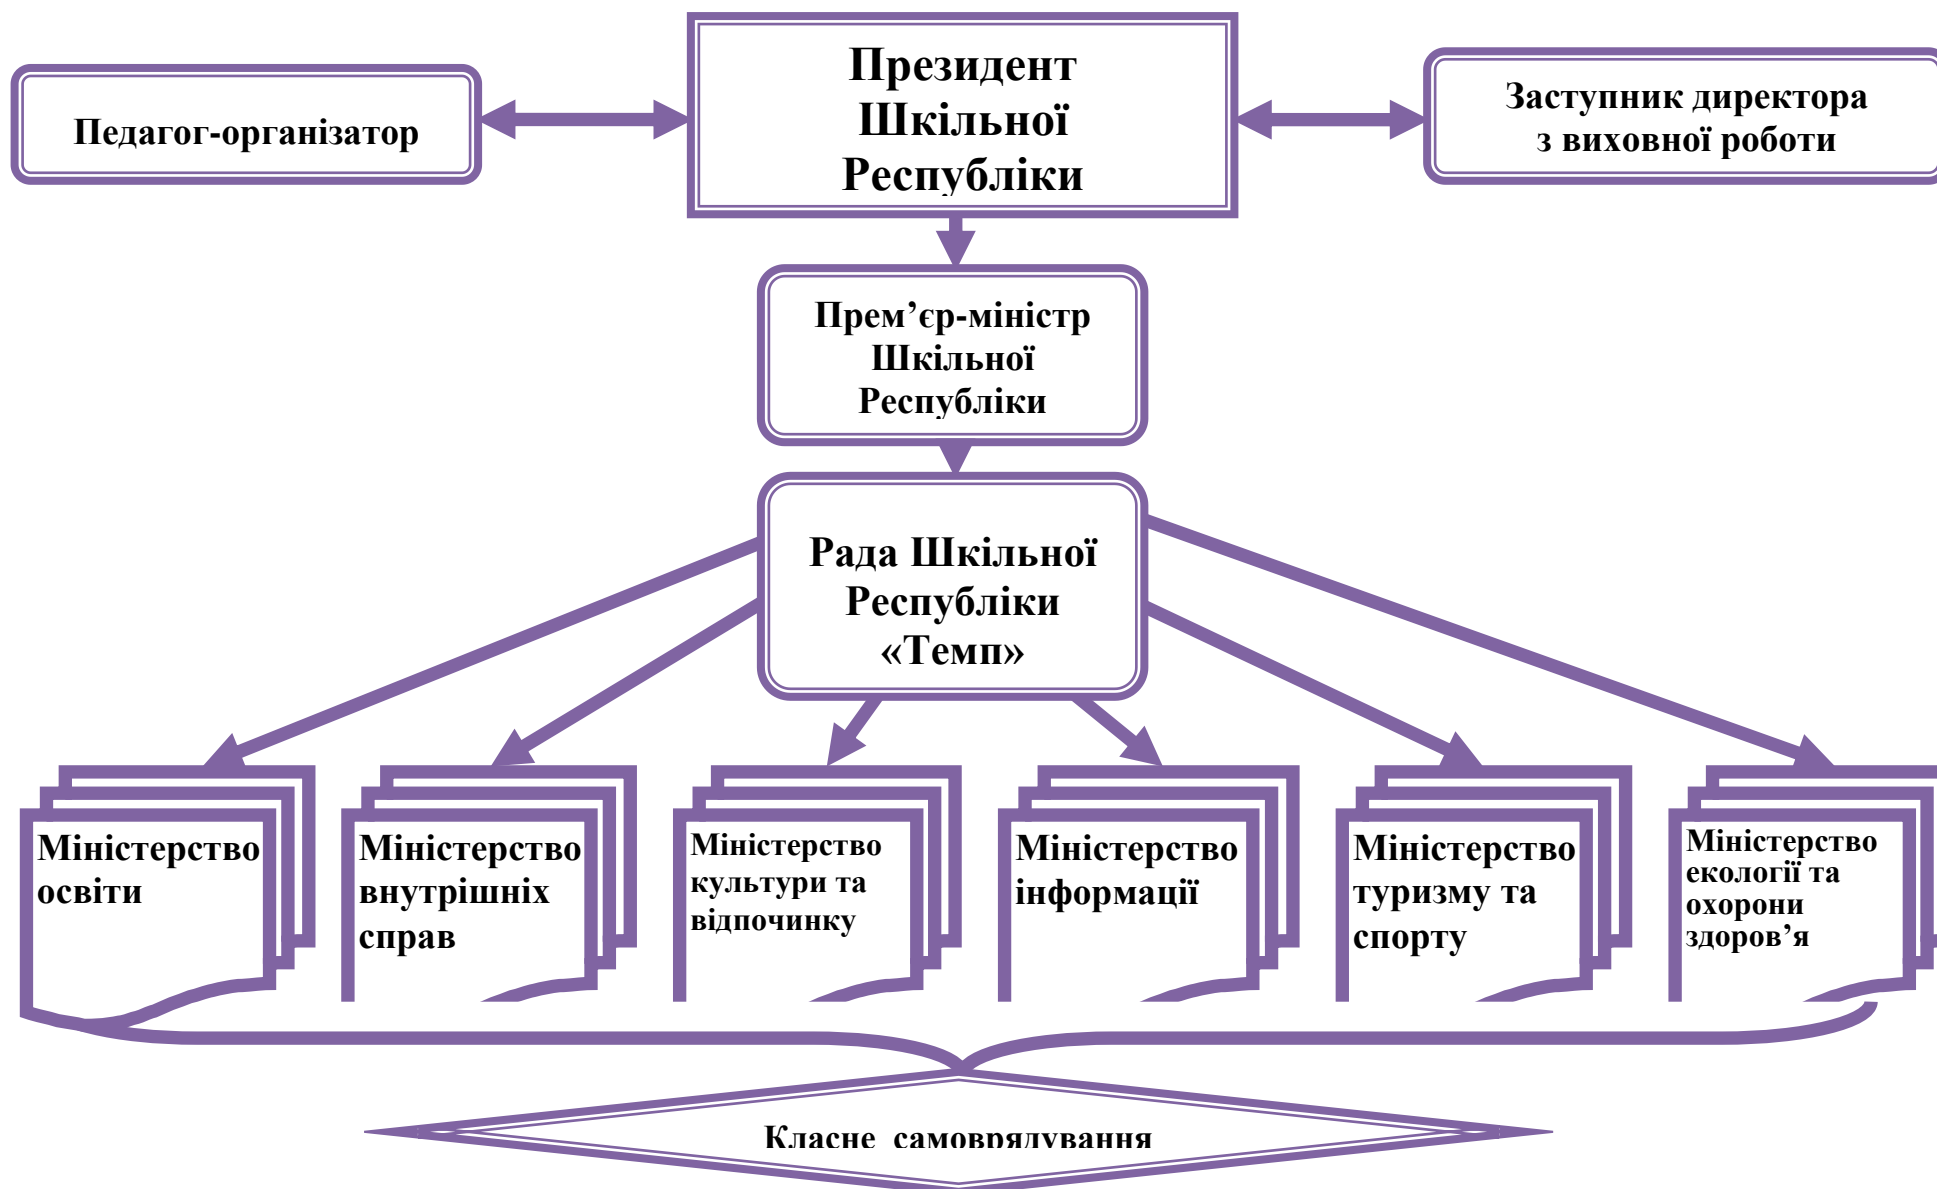 Президент
Шкільної
Республіки
Педагог-організатор
Заступник директора
з виховної роботи
Прем’єр-міністр
Шкільної
Республіки
Рада Шкільної
Республіки
«Темп»
Міністерство
освіти
Міністерство
внутрішніх
справ
Міністерство
культури та
відпочинку
Міністерство
інформації
Міністерство
туризму та
спорту
Міністерство
екології та
охорони
здоров’я
Класне самоврядування